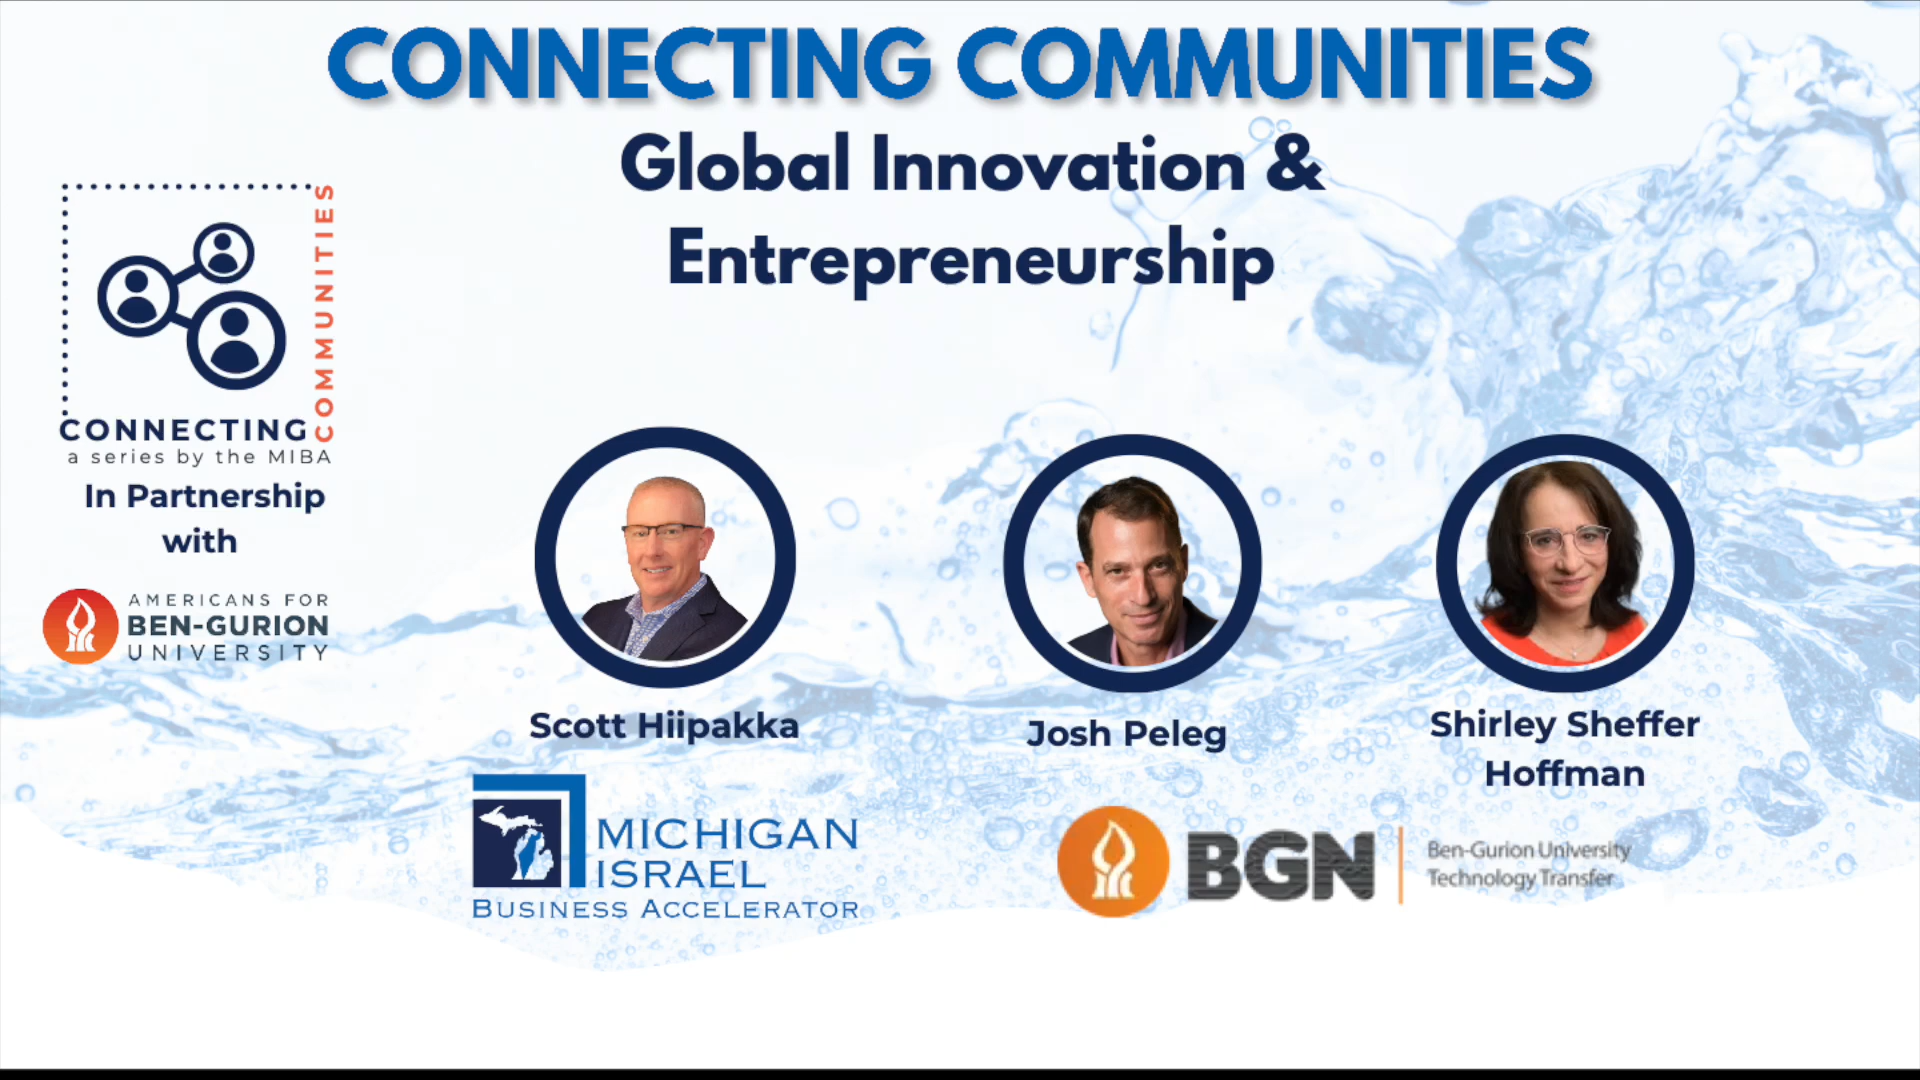 CONNECTING COMMUNITIES
Global Innovation &
Entrepreneurship
COMMUNITIES
CONNECTING
a series by the MIBA
In Partnership
with
AMERICANS FOR
BEN-GURION
UNIVERSITY
Scott Hiipakka
Josh Peleg
Shirley Sheffer
Hoffman
MICHIGAN
ISRAEL
BUSINESS ACCELERATOR
BGN
Ben-Gurion University
Technology Transfer